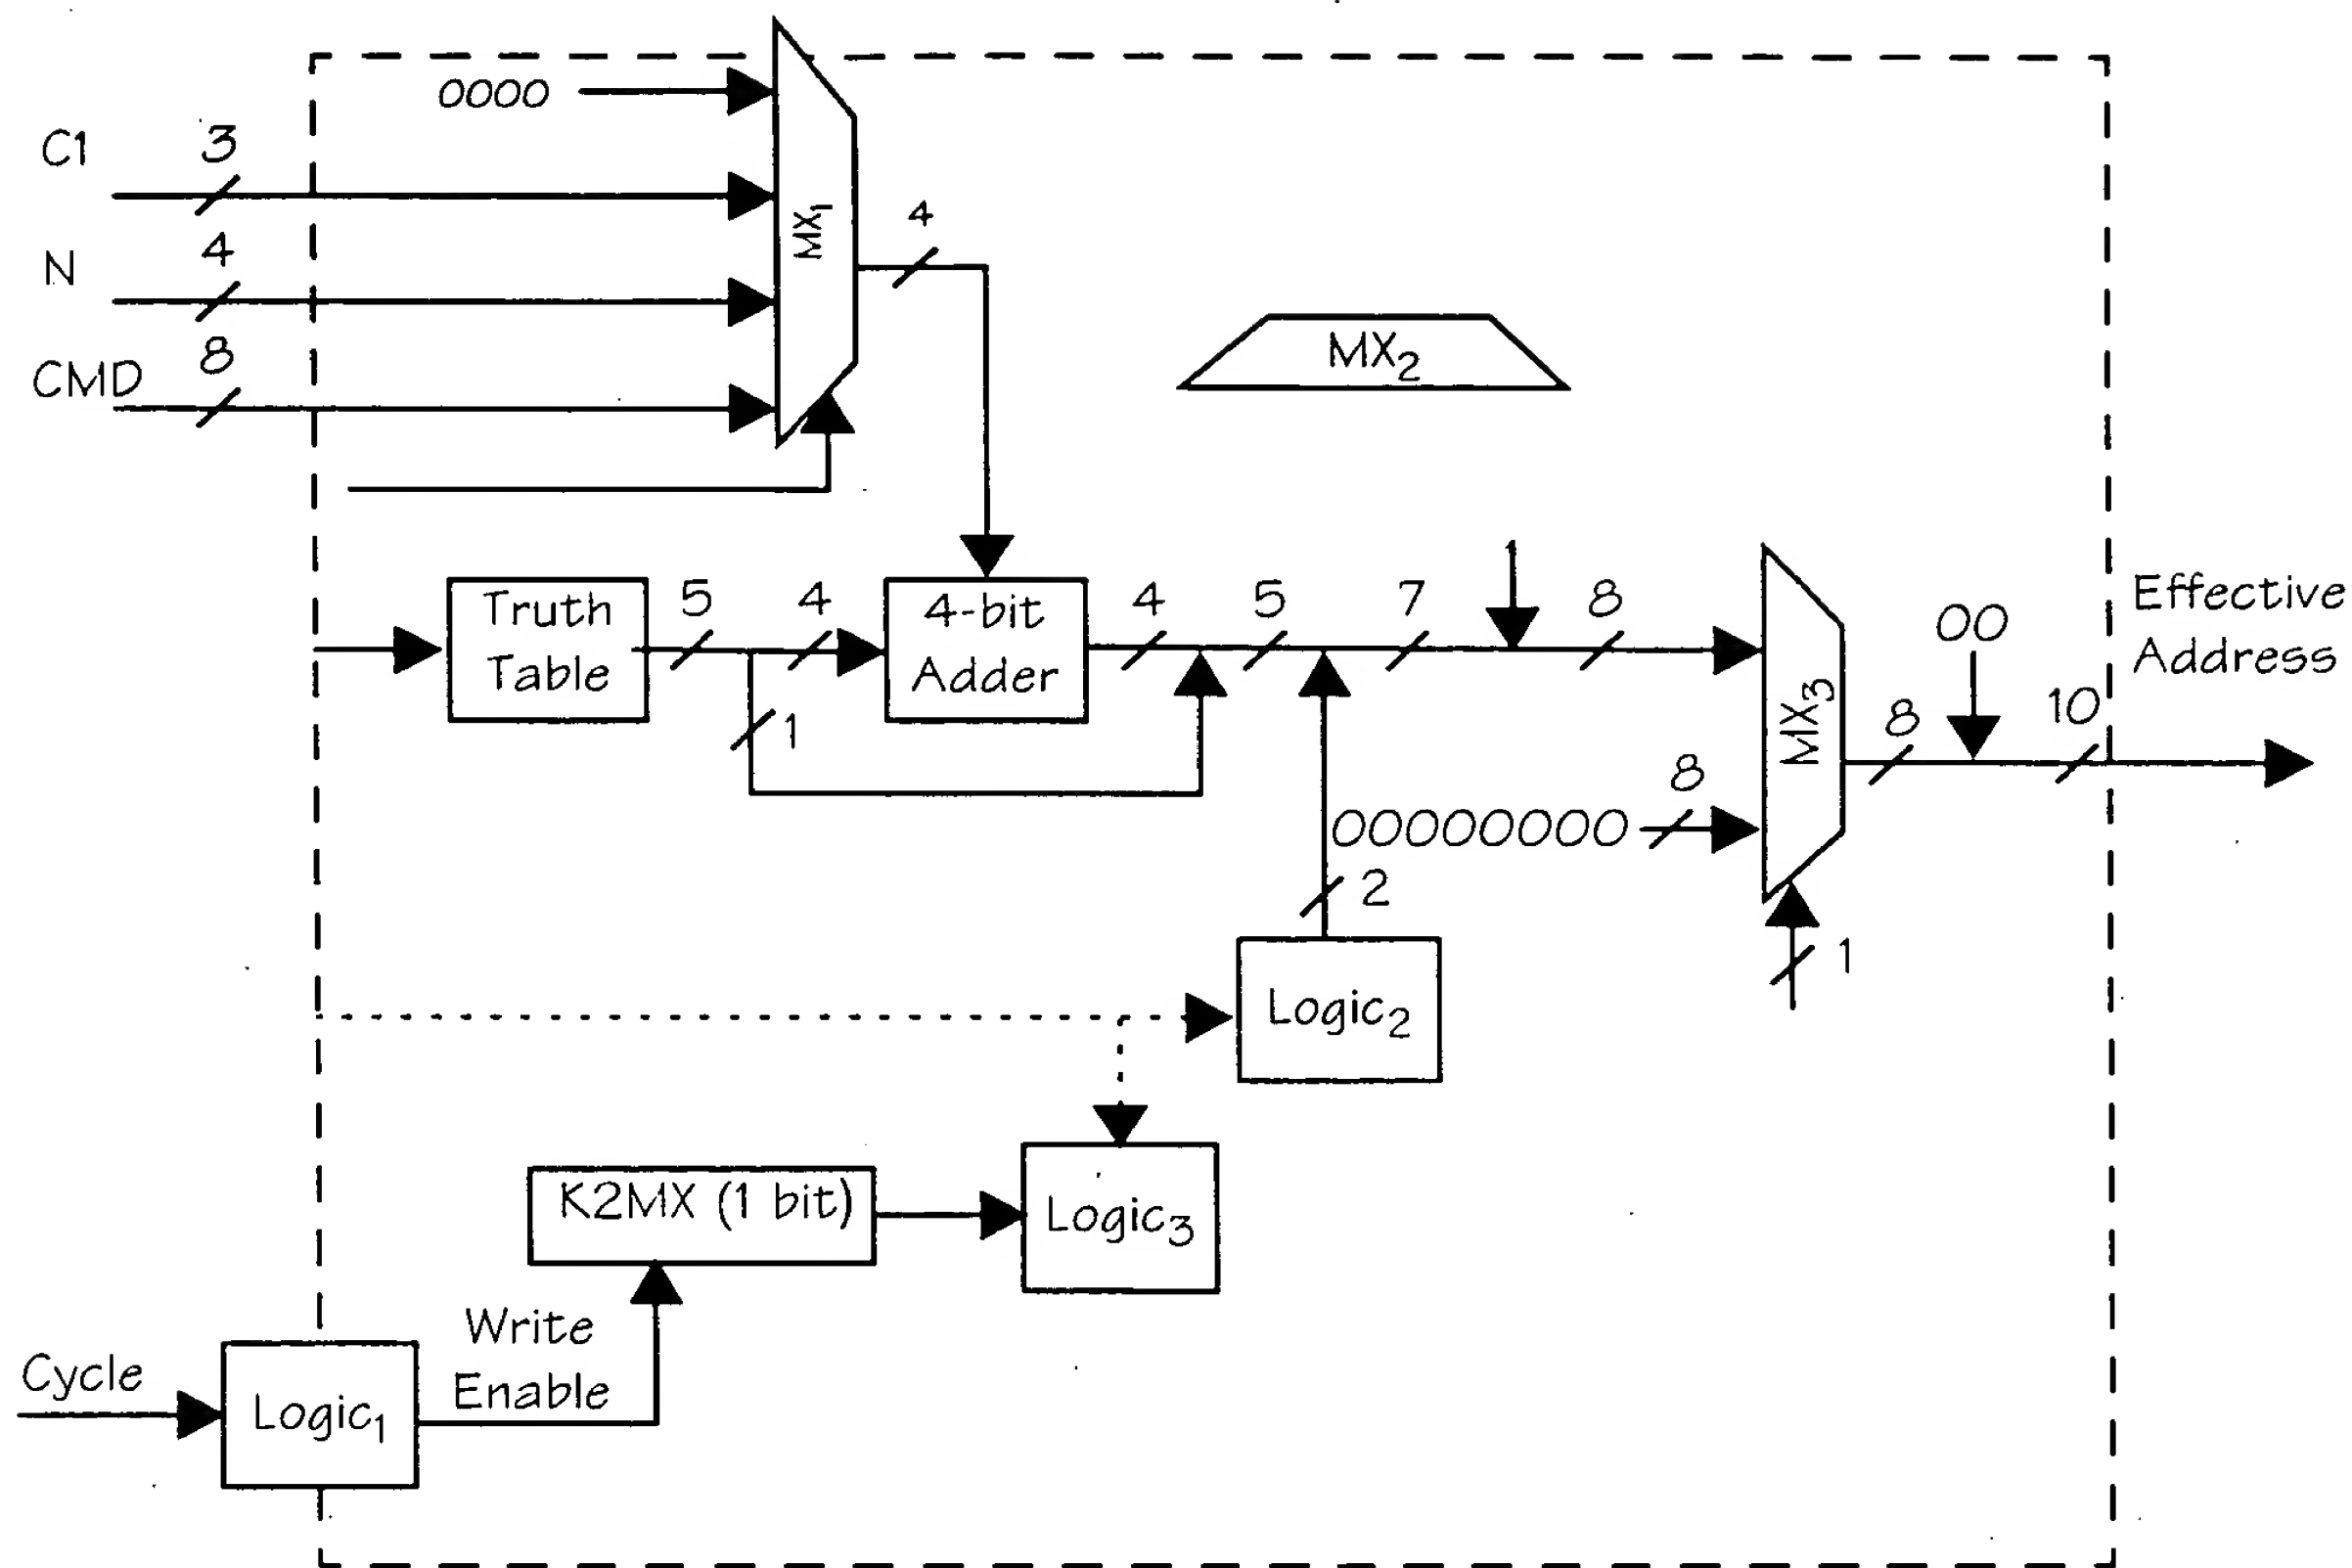 0000
C1
3
MX1
N
4
4
CMD
8
MX2
Truth
Table
5
4
4-bit
Adder
4
5
7
1
8
Effective
Address
00
1
MX3
8
10
00000000
8
2
1
Logic2
K2MX (1 bit)
Logic3
Write
Enable
Cycle
Logic1